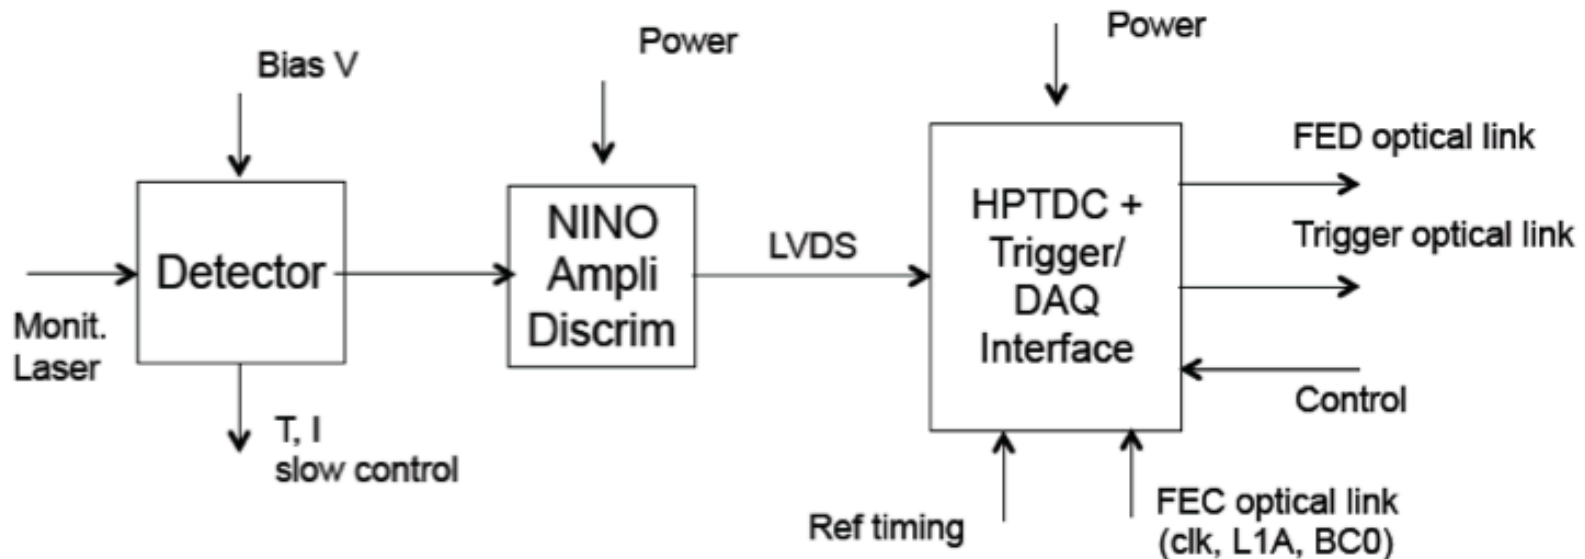 Bias V
Power
Power
Detector
Monit.
Laser
T, I
slow control
NINO
Ampli
Discrim
LVDS
HPTDC +
Trigger/
DAQ
Interface
FED optical link
Trigger optical link
Control
Ref timing
FEC optical link
(clk, L1A, BC0)